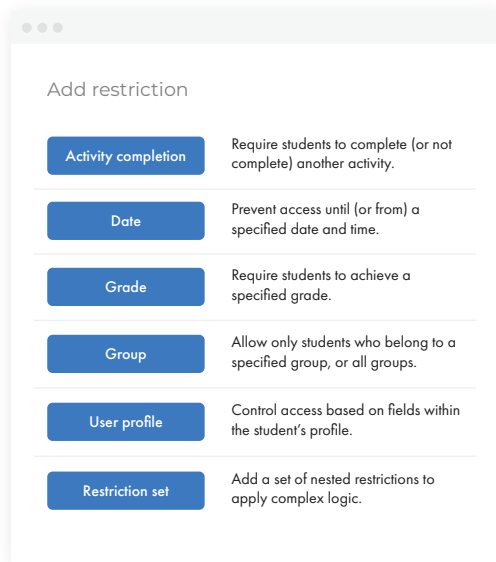 Add restriction
Activity completion
Require students to complete (or not
complete) another activity.
Date
Prevent access until (or from) a
specified date and time.
Grade
Require students to achieve a
specified grade.
Group
Allow only students who belong to a
specified group, or all groups.
User profile
Control access based on fields within
the student’s profile.
Restriction set
Add a set of nested restrictions to
apply complex logic.